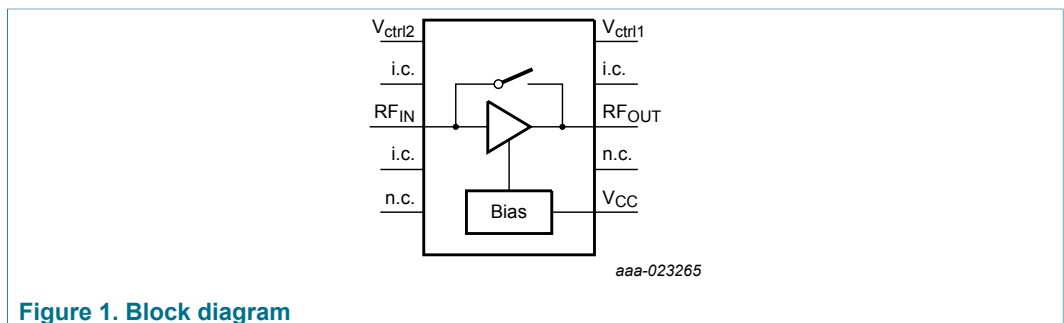 Vctrl2
Vctrl1
i.c.
i.c.
RFIN
RFOUT
i.c.
n.c.
n.c.
Bias
VCC
aaa-023265
Figure 1. Block diagram